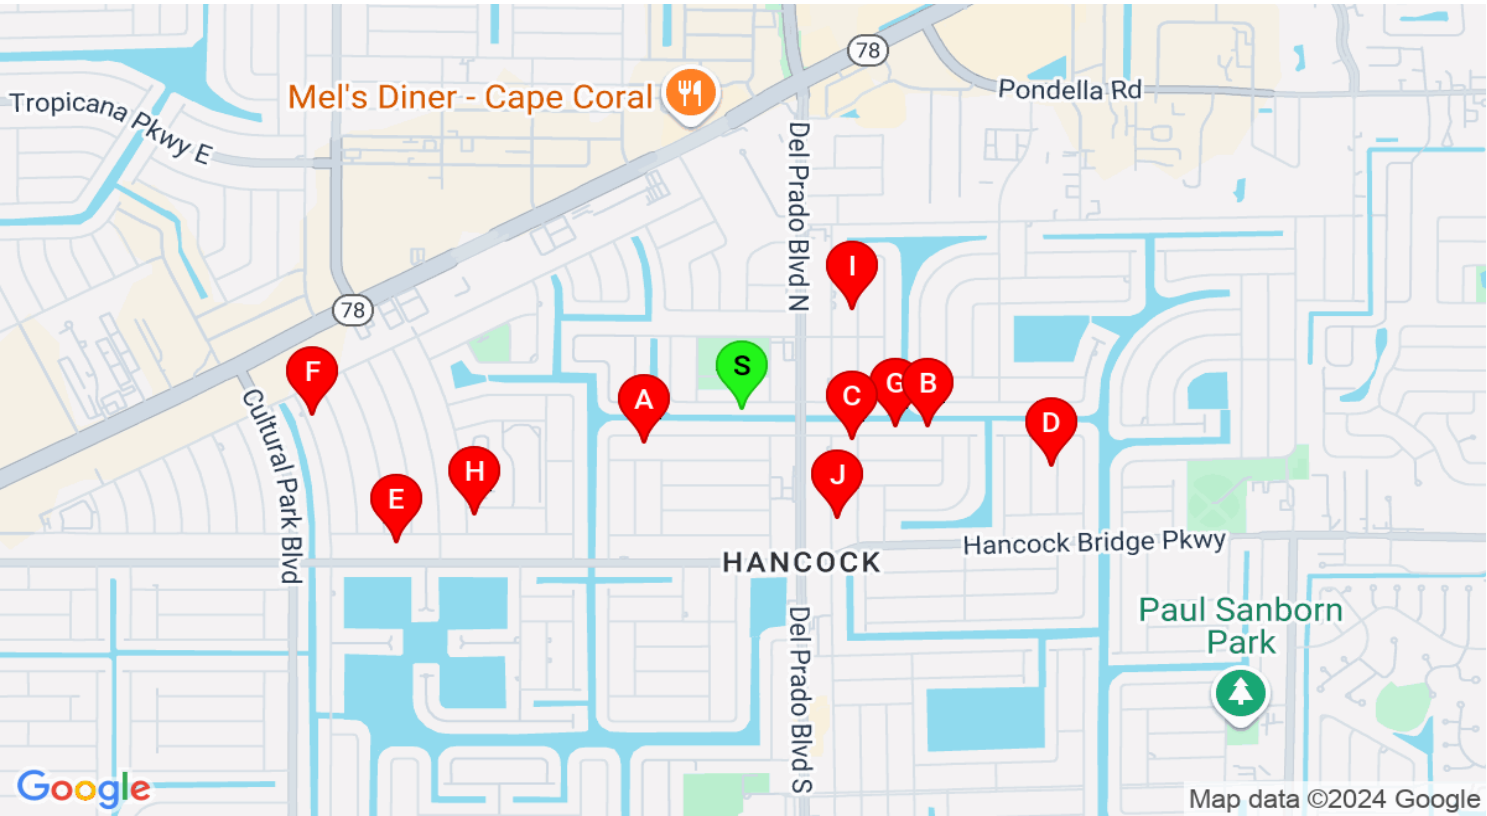 78
Pondella Rd
Mel's Diner - Cape Coral
Tropicana Pkwy E
Del Prado Blvd N
I
78
S
F
A
C
G
B
D
Cultural Park Blvd
H
J
E
Hancock Bridge Pkwy
HANCOCK
Paul Sanborn
Park
Del Prado Blvd S
Google
Map data ©2024 Google